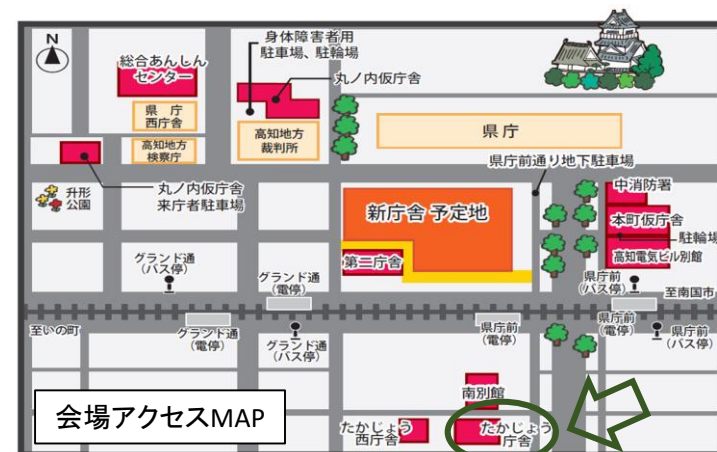 N
総合あんしん
センター
身体障害者用
駐車場、駐輪場
丸ノ内仮庁舎
県 庁
西庁舎
高知地方
検察庁
高知地方
裁判所
県 庁
県庁前通り地下駐車場
升形
公園
丸ノ内仮庁舎
来庁者駐車場
新庁舎 予定地
中消防署
本町仮庁舎
駐輪場
高知電気ビル別館
第二庁舎
グランド通
(バス停)
グランド通
(電停)
県庁前
(バス停)
至南国市
至いの町
グランド通
(電停)
グランド通
(バス停)
県庁前
(電停)
県庁前
(電停)
県庁前
(バス停)
南別館
会場アクセスMAP
たかじょう
西庁舎
たかじょう
庁舎